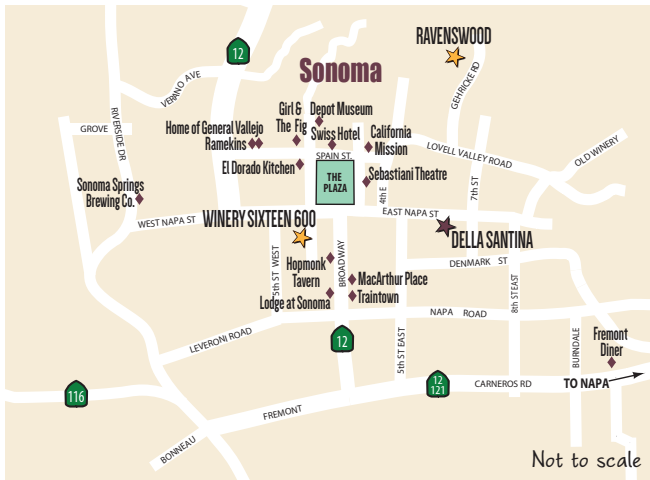 RAVENSWOOD
12
Sonoma
VERANO AVE
GEHRICKE RD
RIVERSIDE DR
GROVE
Girl &
The Fig
Depot Museum
Swiss Hotel
Home of General Vallejo
Ramekins
California
Mission
LOVELL VALLEY ROAD
OLD WINERY
SPAIN ST.
El Dorado Kitchen
THE
PLAZA
Sebastiani Theatre
4th E
7th ST
Sonoma Springs
Brewing Co.
WEST NAPA ST
WINERY SIXTEEN 600
EAST NAPA ST
DELLA SANTINA
5th ST WEST
BROADWAY
Hopmonk
Tavern
Lodge at Sonoma
MacArthur Place
Traintown
DENMARK ST
8th ST EAST
NAPA ROAD
LEVERONI ROAD
12
5th ST EAST
BURNDALE
Fremont
Diner
116
12
121
CARNEROS RD
TO NAPA
FREMONT
BONNEAU
Not to scale